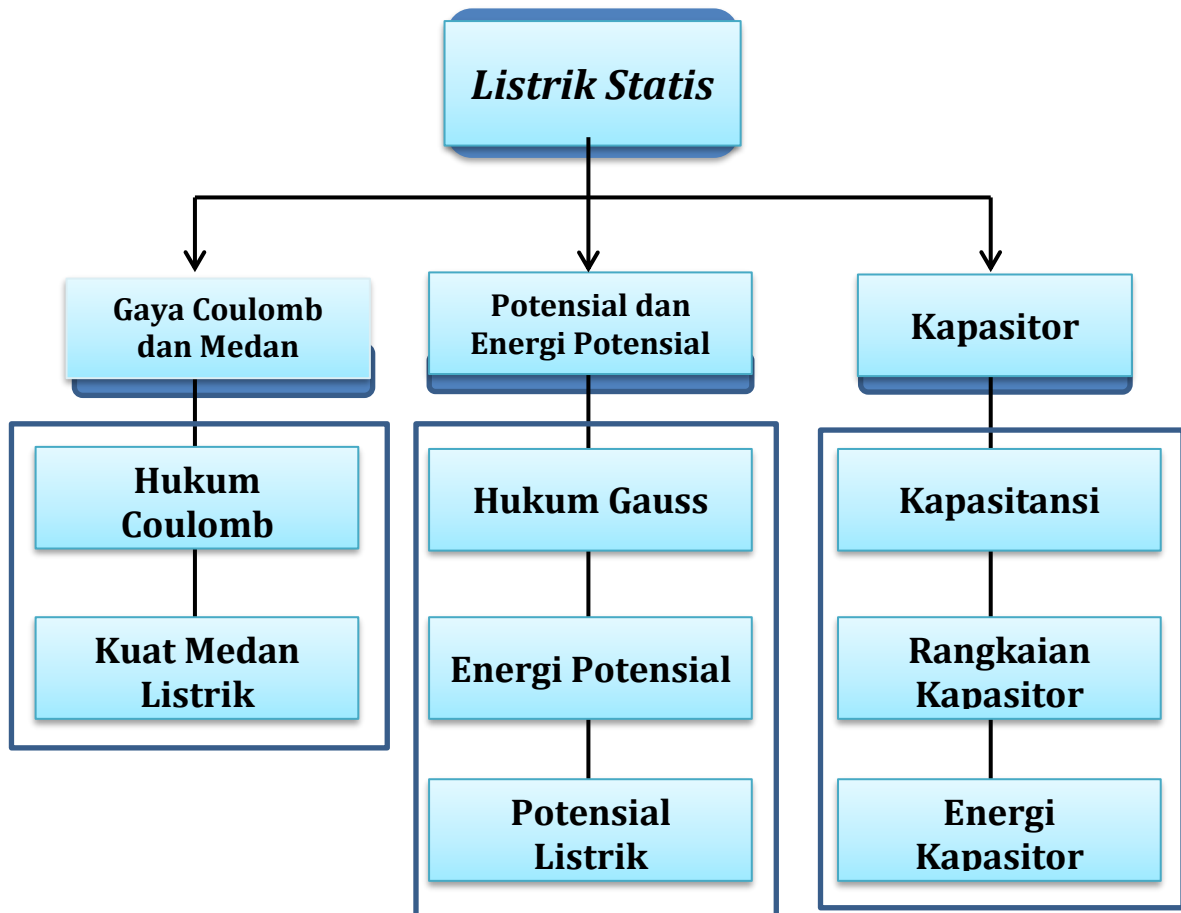 Listrik Statis
Gaya Coulomb
dan Medan
Potensial dan
Energi Potensial
Kapasitor
Hukum
Coulomb
Kuat Medan
Listrik
Hukum Gauss
Energi Potensial
Potensial
Listrik
Kapasitansi
Rangkaian
Kapasitor
Energi
Kapasitor